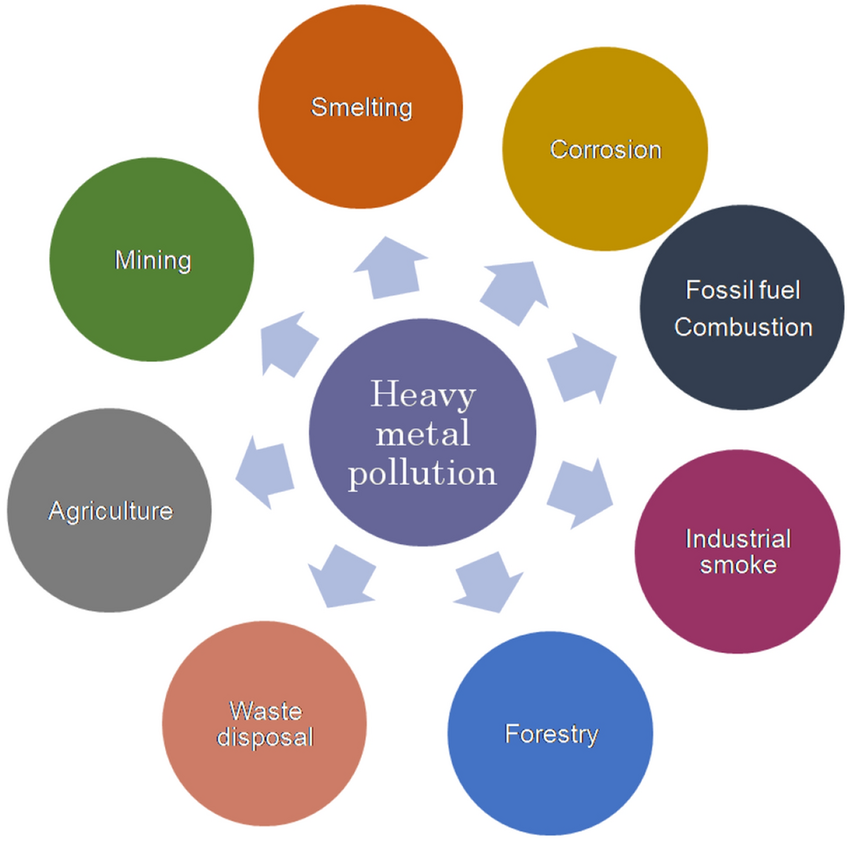 Smelting
Corrosion
Mining
Fossil fuel
Combustion
Heavy
metal
pollution
Agriculture
Industrial
smoke
Waste
disposal
Forestry